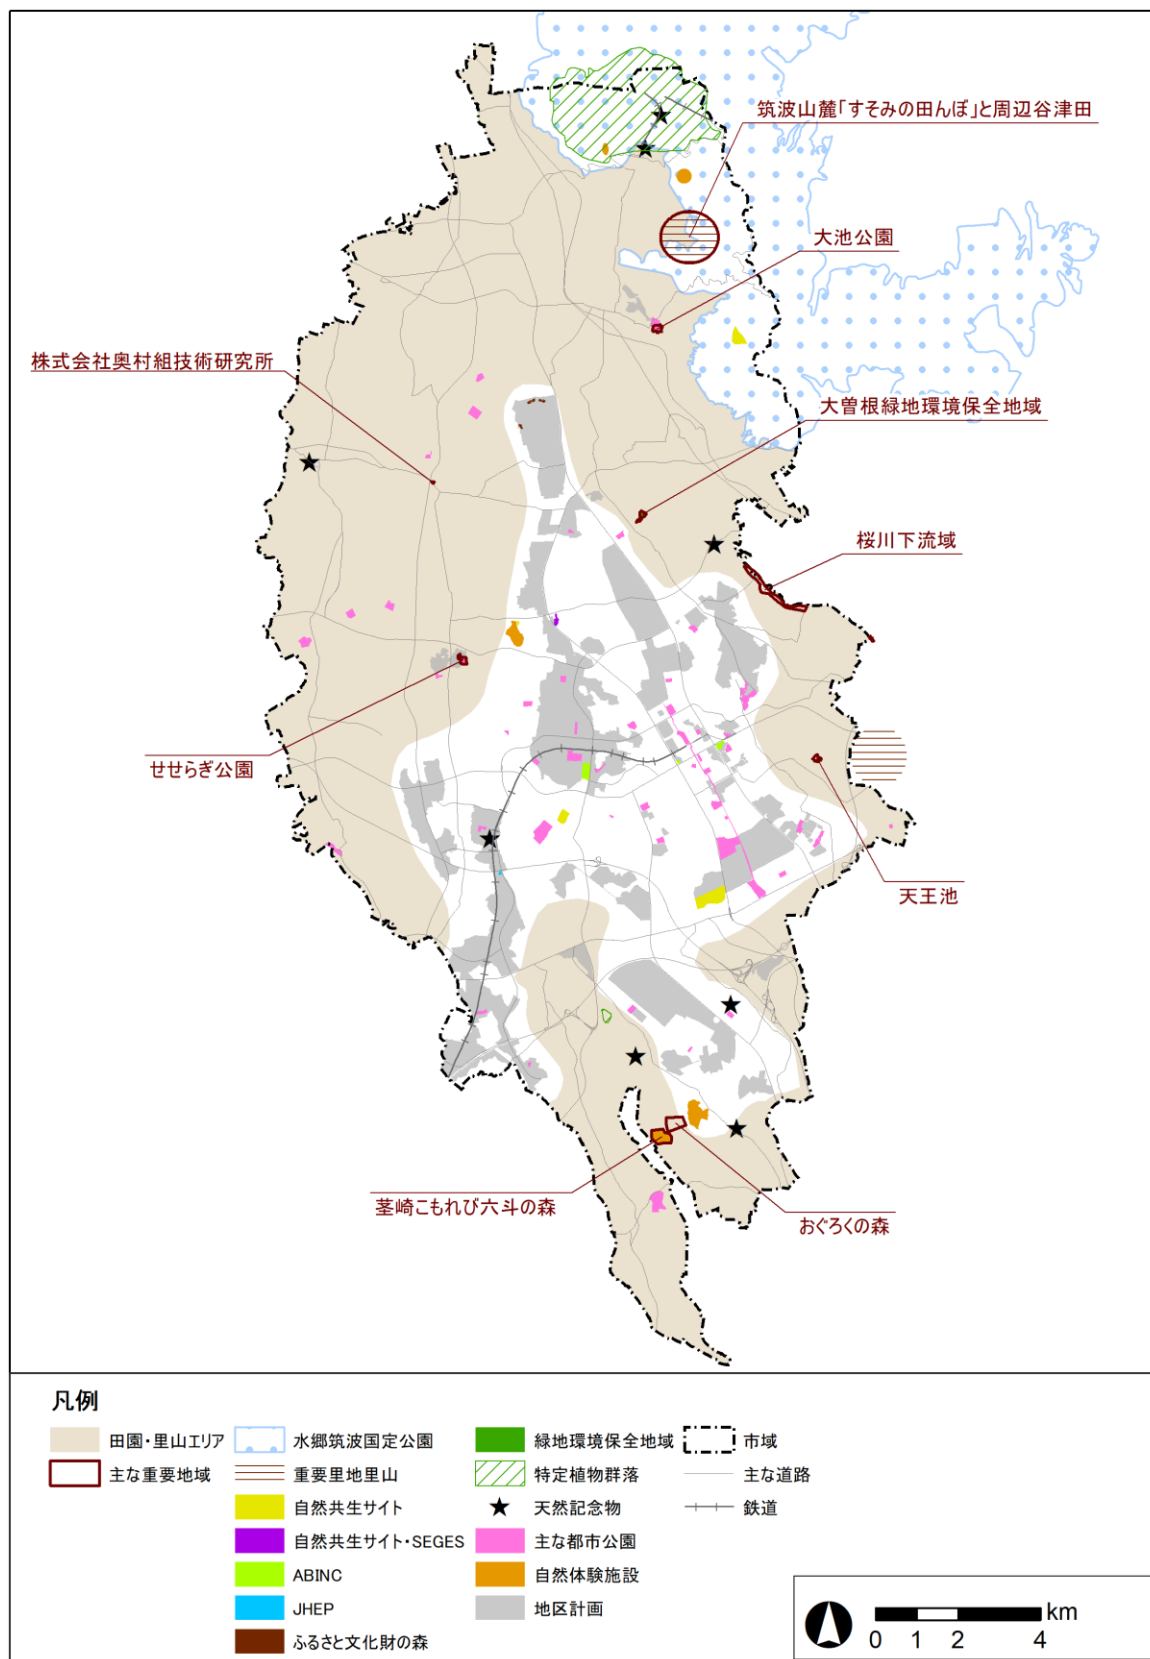 筑波山麓「すそみの田んぼ」と周辺谷津田
大池公園
株式会社奥村組技術研究所
大曽根緑地環境保全地域
桜川下流域
せせらぎ公園
天王池
茎崎こもれび六斗の森
おぐろくの森
凡例
田園・里山エリア
主な重要地域
水郷筑波国定公園
重要里地里山
自然共生サイト
自然共生サイト・SEGES
ABINC
JHEP
ふるさと文化財の森
緑地環境保全地域
特定植物群落
天然記念物
主な都市公園
自然体験施設
地区計画
市域
主な道路
鉄道
km
0 1 2 4